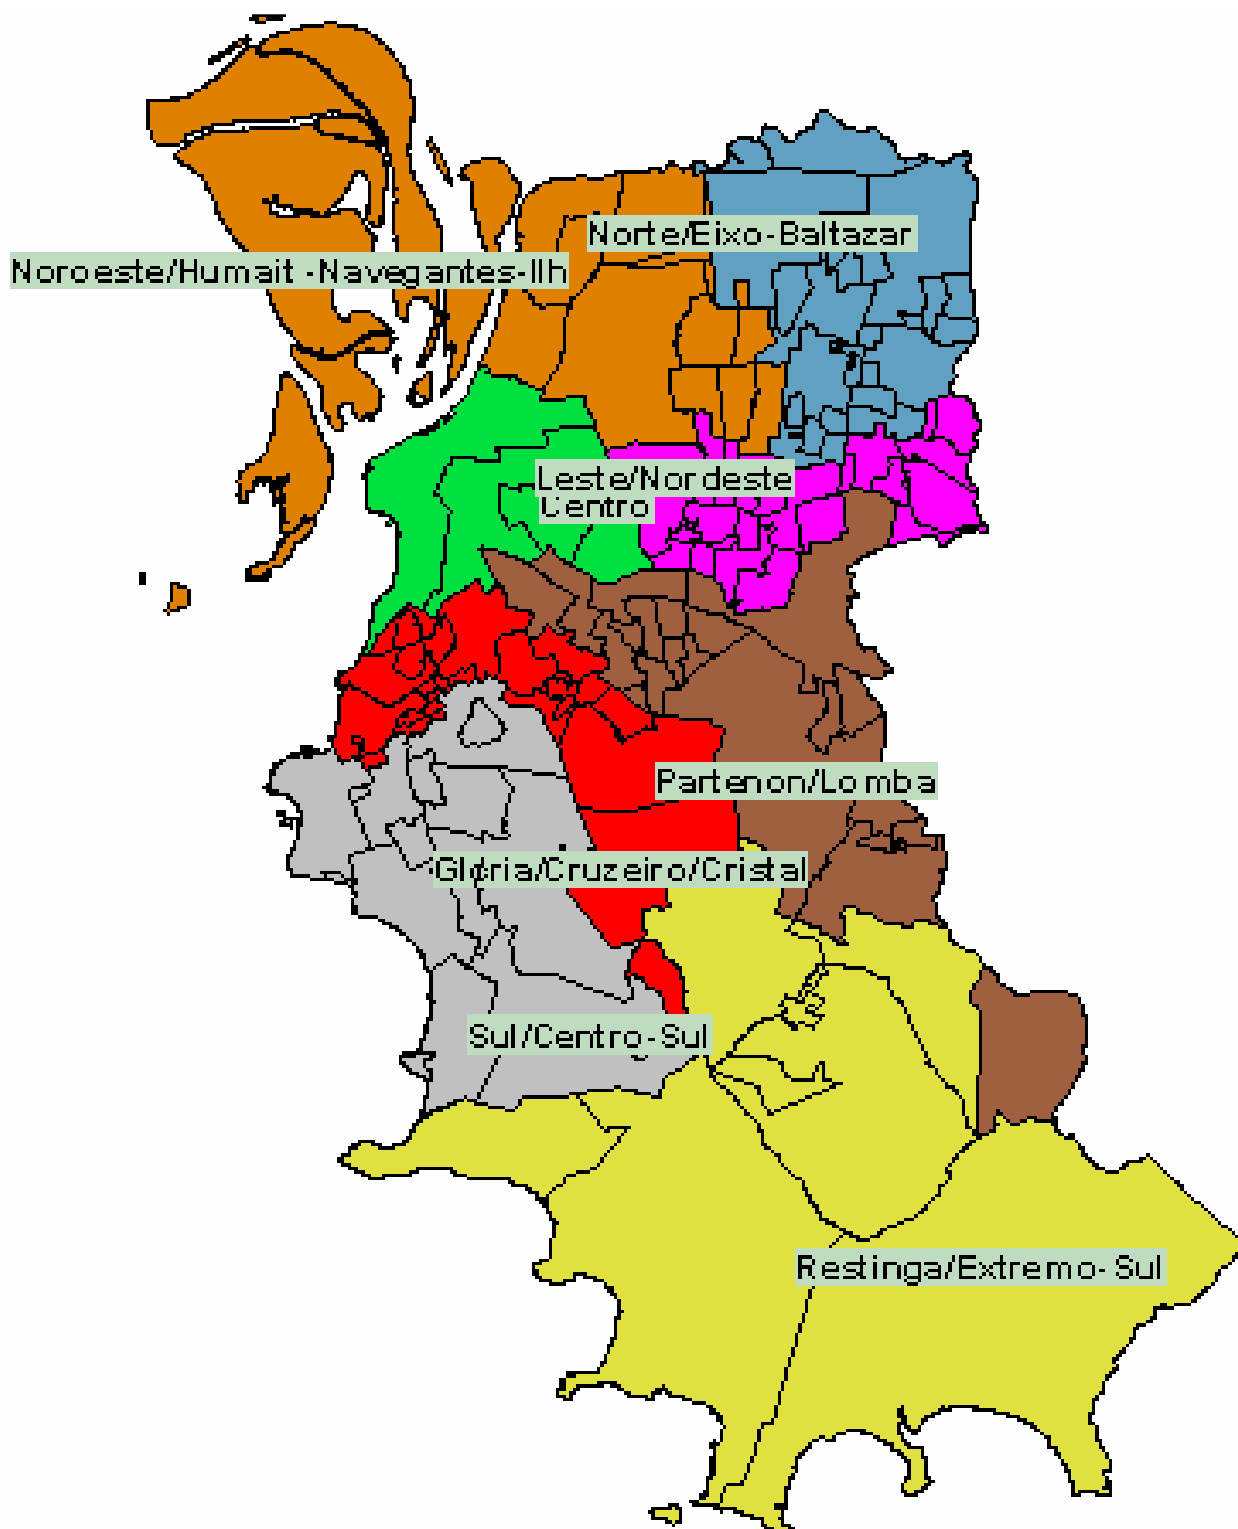 Norte/Eixo-Baltazar
Noroeste/Humait -Navegantes-Ilh
Leste/Nordeste
Centro
Partenon/Lomba
Gloria/Cruzeiro/Cristal
Sul/Centro-Sul
Restinga/Extremo-Sul